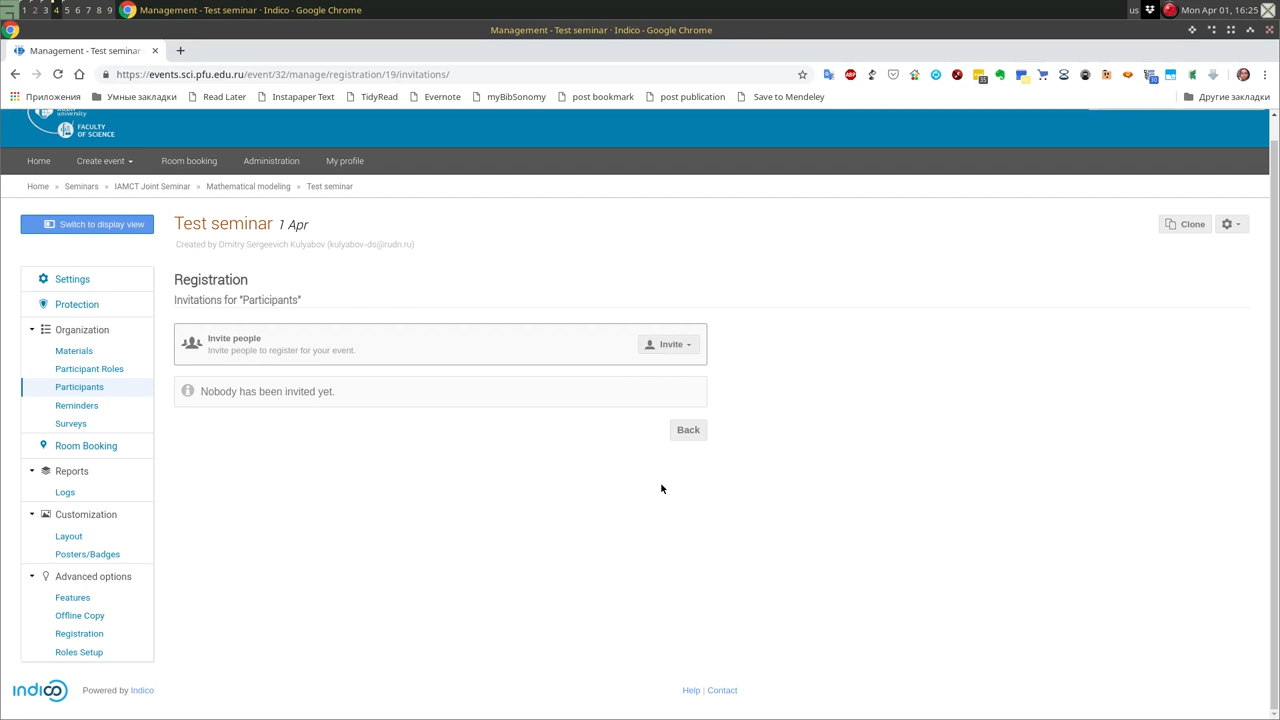 1 2 3 4 5 6 7 8 9 Management - Test seminar · Indico - Google Chrome us Mon Apr 01, 16:25
Management - Test seminar · Indico - Google Chrome
Management - Test seminar
https://events.sci.pfu.edu.ru/event/32/manage/registration/19/invitations/
Приложения Умные закладки Read Later Instapaper Text TidyRead Evernote myBibSonomy post bookmark post publication Save to Mendeley Другие закладки
university
FACULTY
OF SCIENCE
Home Create event Room booking Administration My profile
Home » Seminars » IAMCT Joint Seminar » Mathematical modeling » Test seminar
Switch to display view
Test seminar 1 Apr
Clone
Created by Dmitry Sergeevich Kulyabov (kulyabov-ds@rudn.ru)
Settings
Protection
Organization
Materials
Participant Roles
Participants
Reminders
Surveys
Room Booking
Reports
Logs
Customization
Layout
Posters/Badges
Advanced options
Features
Offline Copy
Registration
Roles Setup
Registration
Invitations for "Participants"
Invite people
Invite people to register for your event.
Invite
Nobody has been invited yet.
Back
indico Powered by Indico
Help | Contact